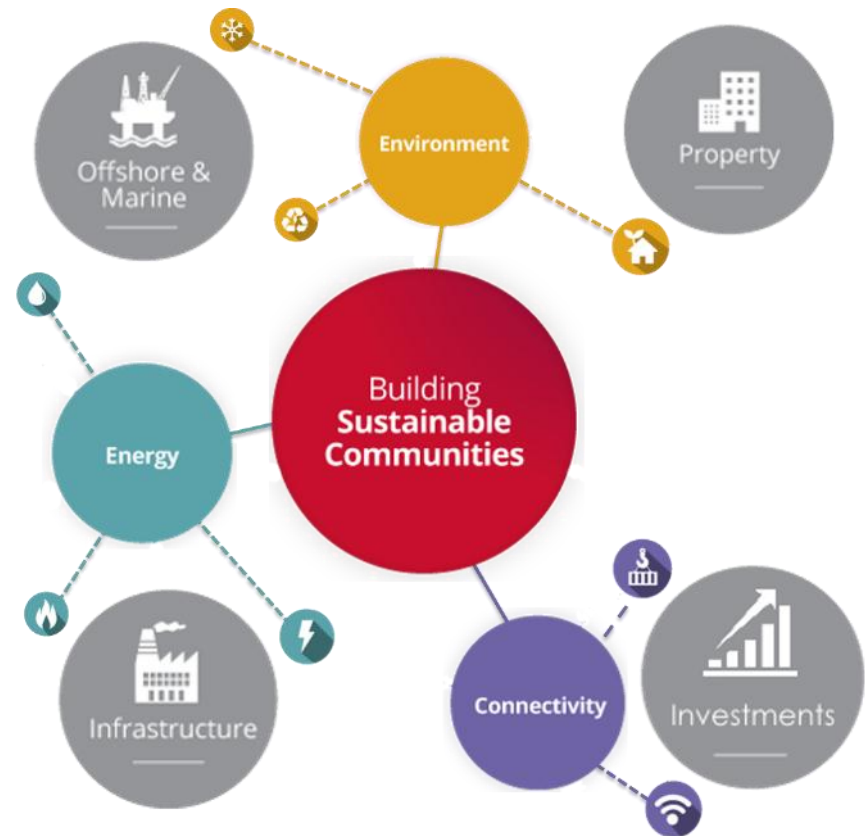 Environment
Offshore &
Marine
Property
Building
Sustainable
Communities
Energy
Infrastructure
Connectivity
Investments